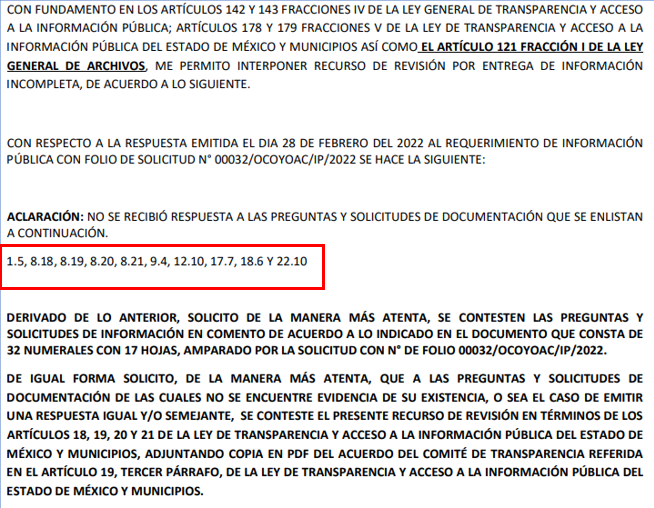 CON FUNDAMENTO EN LOS ARTÍCULOS 142 Y 143 FRACCIONES IV DE LA LEY GENERAL DE TRANSPARENCIA Y ACCESO
A LA INFORMACIÓN PÚBLICA; ARTÍCULOS 178 Y 179 FRACCIONES V DE LA LEY DE TRANSPARENCIA Y ACCESO A LA
INFORMACIÓN PÚBLICA DEL ESTADO DE MÉXICO Y MUNICIPIOS ASÍ COMO EL ARTÍCULO 121 FRACCIÓN I DE LA LEY
GENERAL DE ARCHIVOS, ME PERMITO INTERPONER RECURSO DE REVISIÓN POR ENTREGA DE INFORMACIÓN
INCOMPLETA, DE ACUERDO A LO SIGUIENTE.
CON RESPECTO A LA RESPUESTA EMITIDA EL DIA 28 DE FEBRERO DEL 2022 AL REQUERIMIENTO DE INFORMACIÓN
PÚBLICA CON FOLIO DE SOLICITUD N° 00032/OCOYOAC/IP/2022 SE HACE LA SIGUIENTE:
ACLARACIÓN: NO SE RECIBIÓ RESPUESTA A LAS PREGUNTAS Y SOLICITUDES DE DOCUMENTACIÓN QUE SE ENLISTAN
A CONTINUACIÓN.
1.5, 8.18, 8.19, 8.20, 8.21, 9.4, 12.10, 17.7, 18.6 Y 22.10
DERIVADO DE LO ANTERIOR, SOLICITO DE LA MANERA MÁS ATENTA, SE CONTESTEN LAS PREGUNTAS Y
SOLICITUDES DE INFORMACIÓN EN COMENTO DE ACUERDO A LO INDICADO EN EL DOCUMENTO QUE CONSTA DE
32 NUMERALES CON 17 HOJAS, AMPARADO POR LA SOLICITUD CON N° DE FOLIO 00032/OCOYOAC/IP/2022.
DE IGUAL FORMA SOLICITO, DE LA MANERA MÁS ATENTA, QUE A LAS PREGUNTAS Y SOLICITUDES DE
DOCUMENTACIÓN DE LAS CUALES NO SE ENCUENTRE EVIDENCIA DE SU EXISTENCIA, O SEA EL CASO DE EMITIR
UNA RESPUESTA IGUAL Y/O SEMEJANTE, SE CONTESTE EL PRESENTE RECURSO DE REVISIÓN EN TÉRMINOS DE LOS
ARTÍCULOS 18, 19, 20 Y 21 DE LA LEY DE TRANSPARENCIA Y ACCESO A LA INFORMACIÓN PÚBLICA DEL ESTADO DE
MÉXICO Y MUNICIPIOS, ADJUNTANDO COPIA EN PDF DEL ACUERDO DEL COMITÉ DE TRANSPARENCIA REFERIDA
EN EL ARTÍCULO 19, TERCER PÁRRAFO, DE LA LEY DE TRANSPARENCIA Y ACCESO A LA INFORMACIÓN PÚBLICA DEL
ESTADO DE MÉXICO Y MUNICIPIOS.